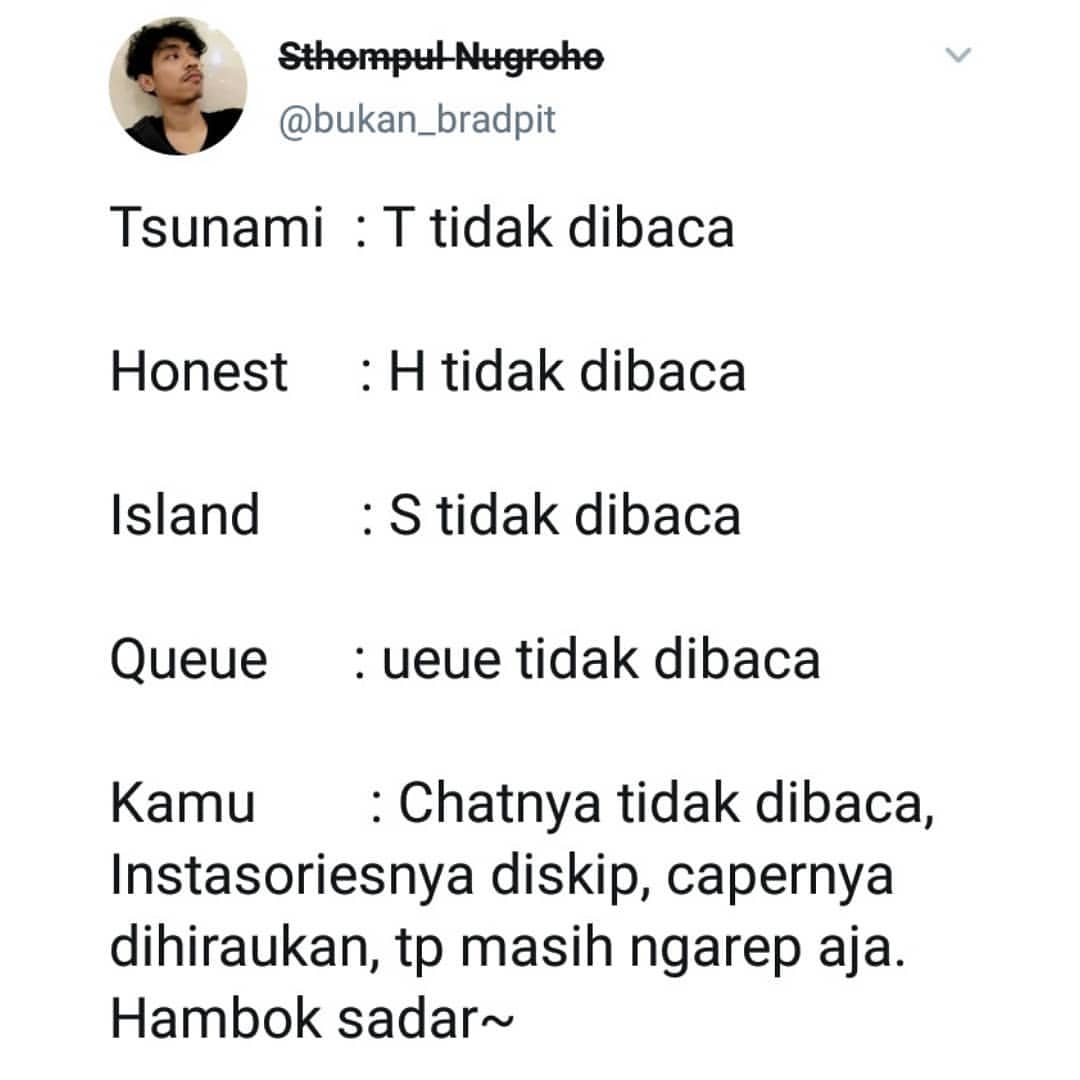 Sthompul Nugroho
@bukan_bradpit
Tsunami : T tidak dibaca
Honest : H tidak dibaca
Island : S tidak dibaca
Queue : ueue tidak dibaca
Kamu : Chatnya tidak dibaca,
Instasoriesnya diskip, capernya
dihiraukan, tp masih ngarep aja.
Hambok sadar~